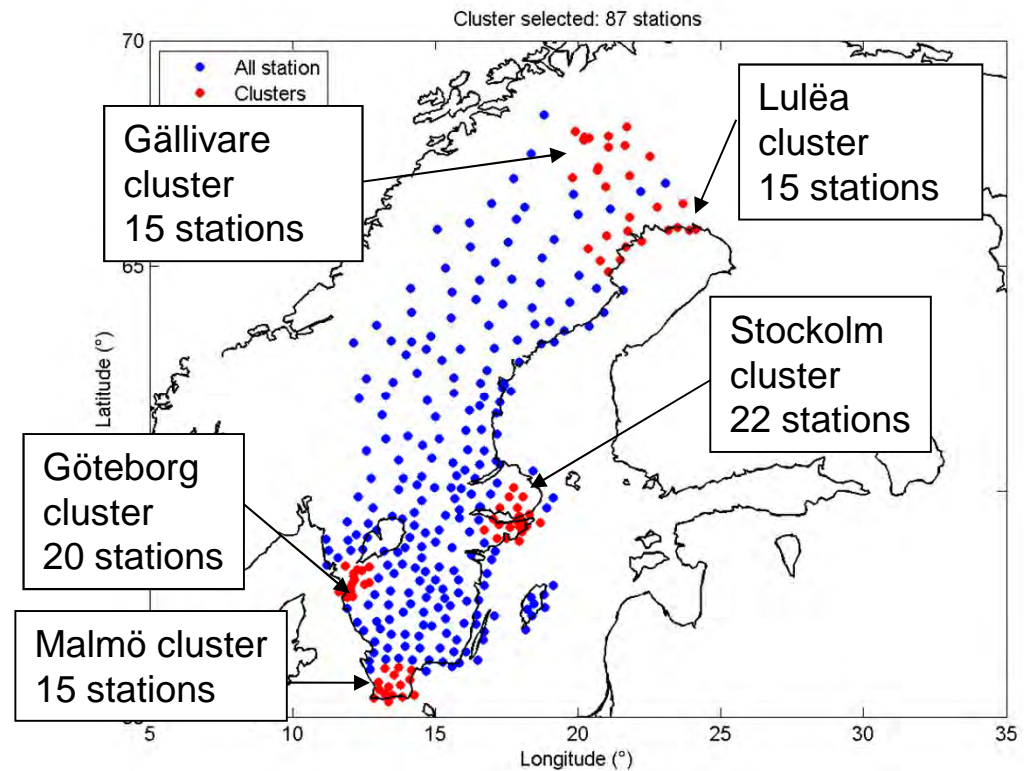 Cluster selected: 87 stations
70
All station
Clusters
Gällivare
cluster
15 stations
Lulëa
cluster
15 stations
65
Stockolm
cluster
22 stations
Latitude (°)
Göteborg
cluster
20 stations
Malmö cluster
15 stations
5
10
15
20
25
30
35
Longitude (°)